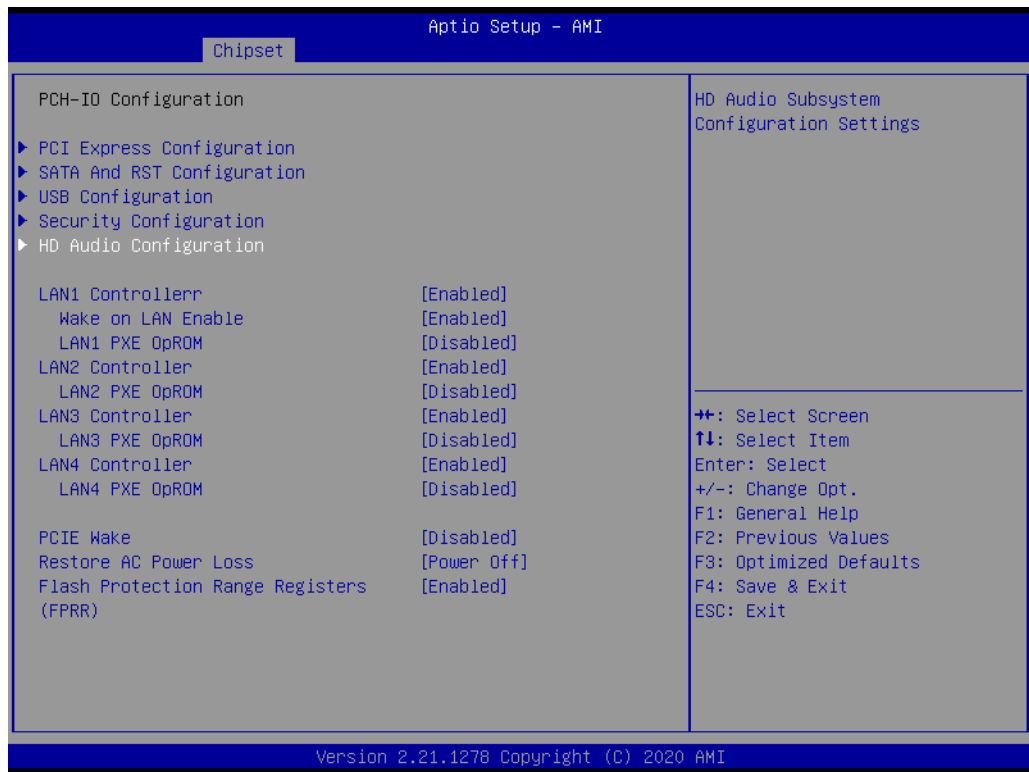 Aptio Setup – AMI
Chipset
PCH-IO Configuration
▶ PCI Express Configuration
▶ SATA And RST Configuration
▶ USB Configuration
▶ Security Configuration
▶ HD Audio Configuration
LAN1 Controllerr [Enabled]
Wake on LAN Enable [Enabled]
LAN1 PXE OpROM [Disabled]
LAN2 Controller [Enabled]
LAN2 PXE OpROM [Disabled]
LAN3 Controller [Enabled]
LAN3 PXE OpROM [Disabled]
LAN4 Controller [Enabled]
LAN4 PXE OpROM [Disabled]
PCIE Wake [Disabled]
Restore AC Power Loss [Power Off]
Flash Protection Range Registers [Enabled]
(FPRR)
HD Audio Subsystem
Configuration Settings
→←: Select Screen
↑↓: Select Item
Enter: Select
+/-: Change Opt.
F1: General Help
F2: Previous Values
F3: Optimized Defaults
F4: Save & Exit
ESC: Exit
Version 2.21.1278 Copyright (C) 2020 AMI